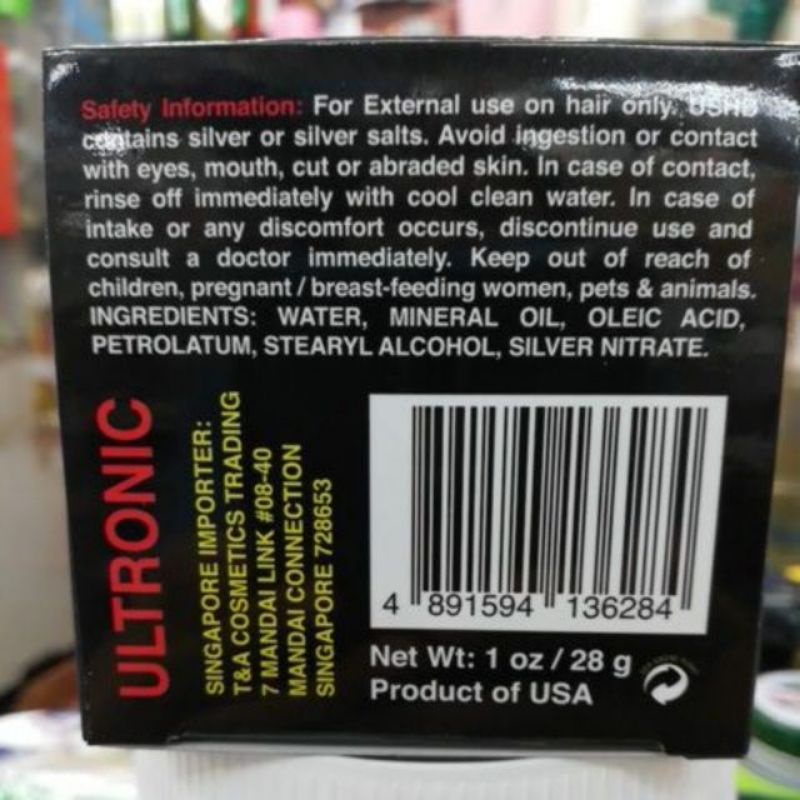 Safety Information: For External use on hair only. USHD
contains silver or silver salts. Avoid ingestion or contact
with eyes, mouth, cut or abraded skin. In case of contact,
rinse off immediately with cool clean water. In case of
intake or any discomfort occurs, discontinue use and
consult a doctor immediately. Keep out of reach of
children, pregnant / breast-feeding women, pets & animals.
INGREDIENTS: WATER, MINERAL OIL, OLEIC ACID,
PETROLATUM, STEARYL ALCOHOL, SILVER NITRATE.
ULTRONIC
SINGAPORE IMPORTER:
T&A COSMETICS TRADING
7 MANDAI LINK #08-40
MANDAI CONNECTION
SINGAPORE 728653
4 891594 136284
Net Wt: 1 oz / 28 g
Product of USA